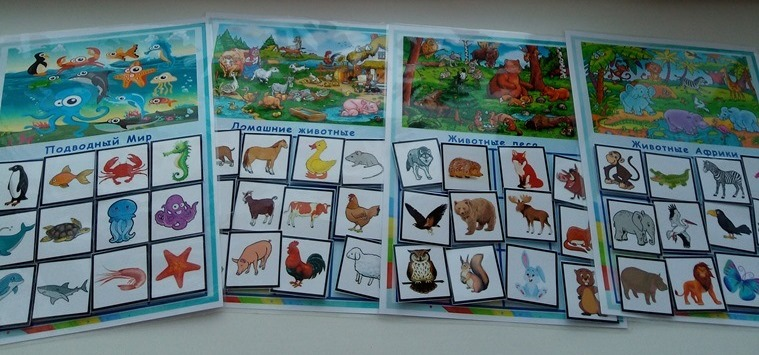 Подводный Мир
Домашние животные
Животные леса
Животные Африки